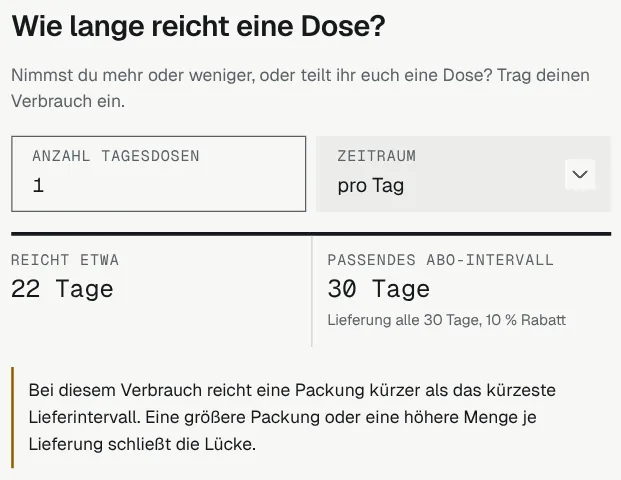 Wie lange reicht eine Dose?
Nimmst du mehr oder weniger, oder teilt ihr euch eine Dose? Trag deinen
Verbrauch ein.
ANZAHL TAGESDOSEN
1
ZEITRAUM
pro Tag
REICHT ETWA
22 Tage
PASSENDES ABO-INTERVALL
30 Tage
Lieferung alle 30 Tage, 10 % Rabatt
Bei diesem Verbrauch reicht eine Packung kürzer als das kürzeste
Lieferintervall. Eine größere Packung oder eine höhere Menge je
Lieferung schließt die Lücke.